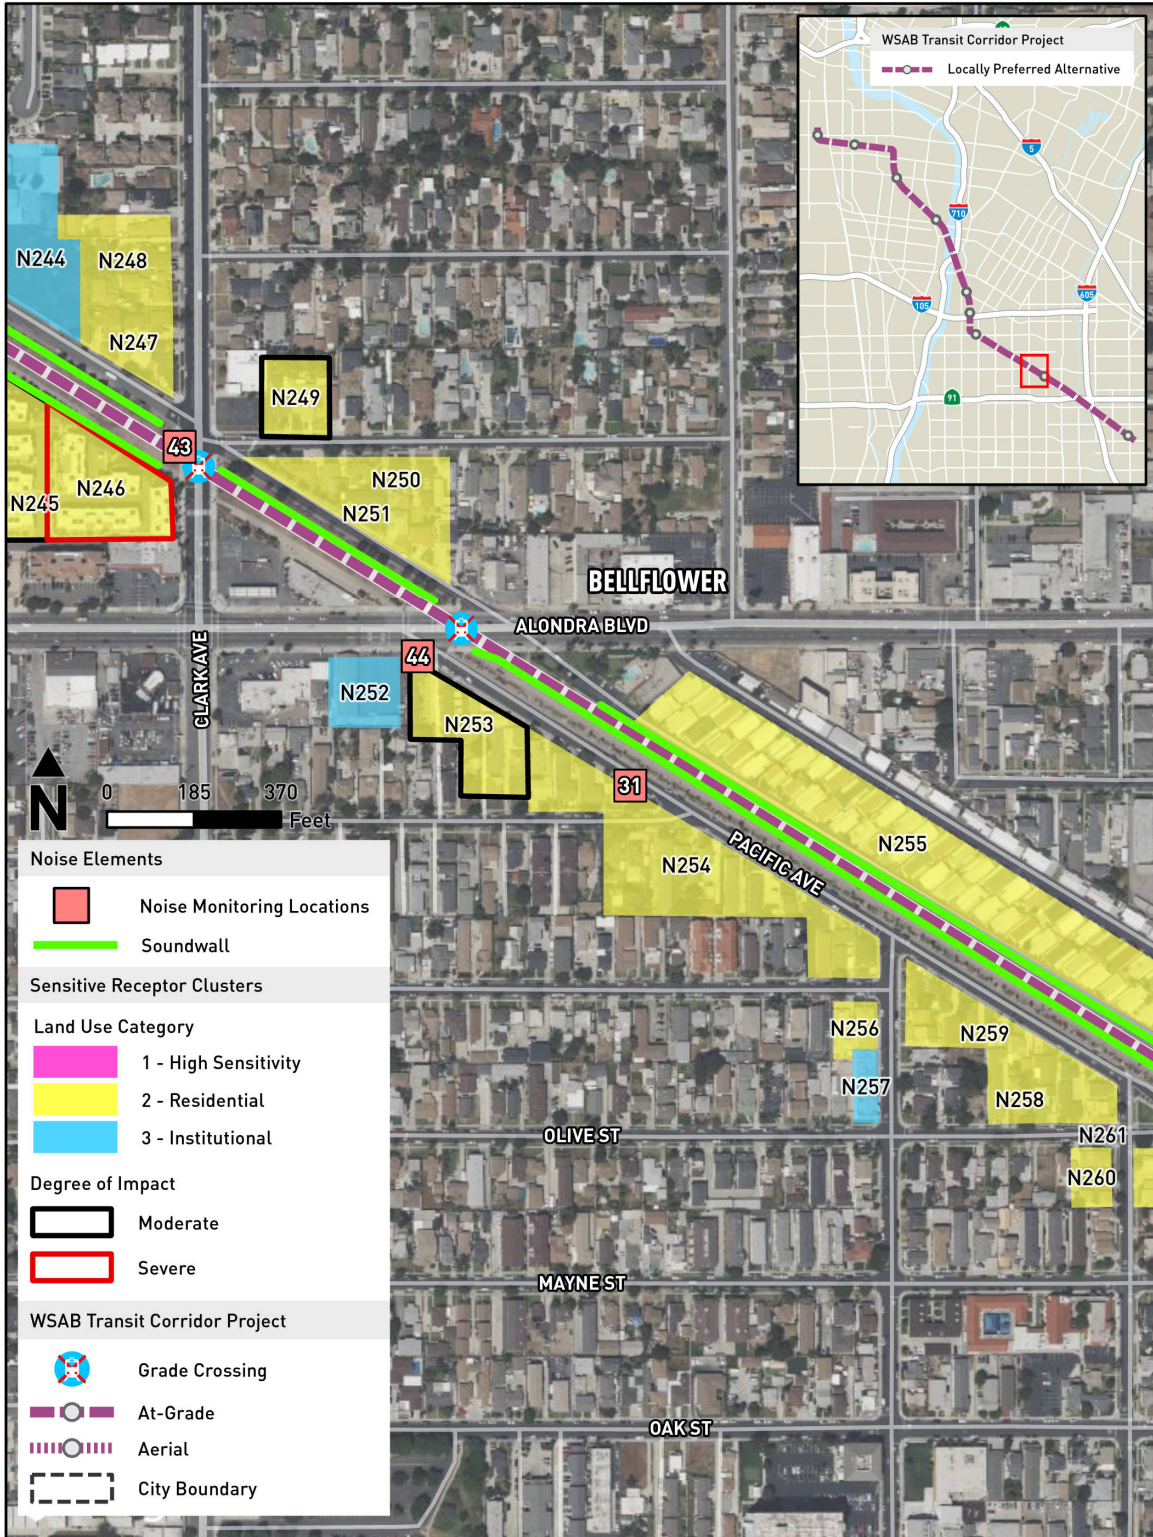 WSAB Transit Corridor Project
Locally Preferred Alternative
5
710
105
605
91
N244
N248
N247
N249
43
N246
N245
N250
N251
BELLFLOWER
ALONDRA BLVD
CLARK AVE
44
N252
N253
31
N
0 185 370
Feet
N255
PACIFIC AVE
N254
N256
N259
N257
N258
OLIVE ST
N261
N260
MAYNE ST
OAK ST
Noise Elements
Noise Monitoring Locations
Soundwall
Sensitive Receptor Clusters
Land Use Category
1 - High Sensitivity
2 - Residential
3 - Institutional
Degree of Impact
Moderate
Severe
WSAB Transit Corridor Project
Grade Crossing
At-Grade
Aerial
City Boundary